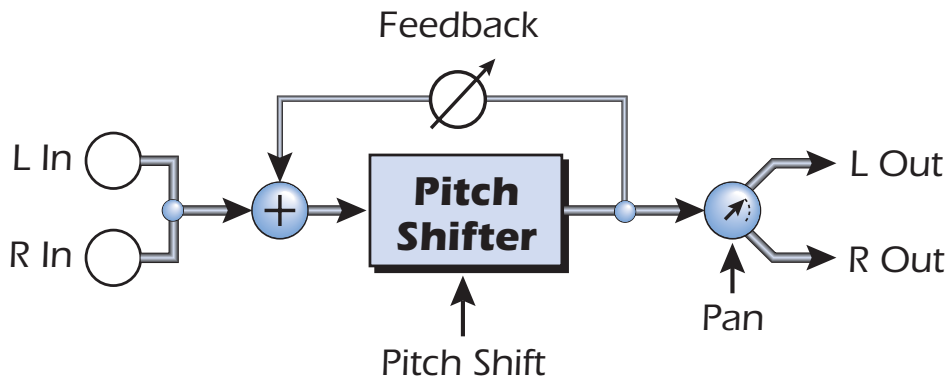 Feedback
L In
R In
+
Pitch
Shifter
L Out
R Out
Pan
Pitch Shift